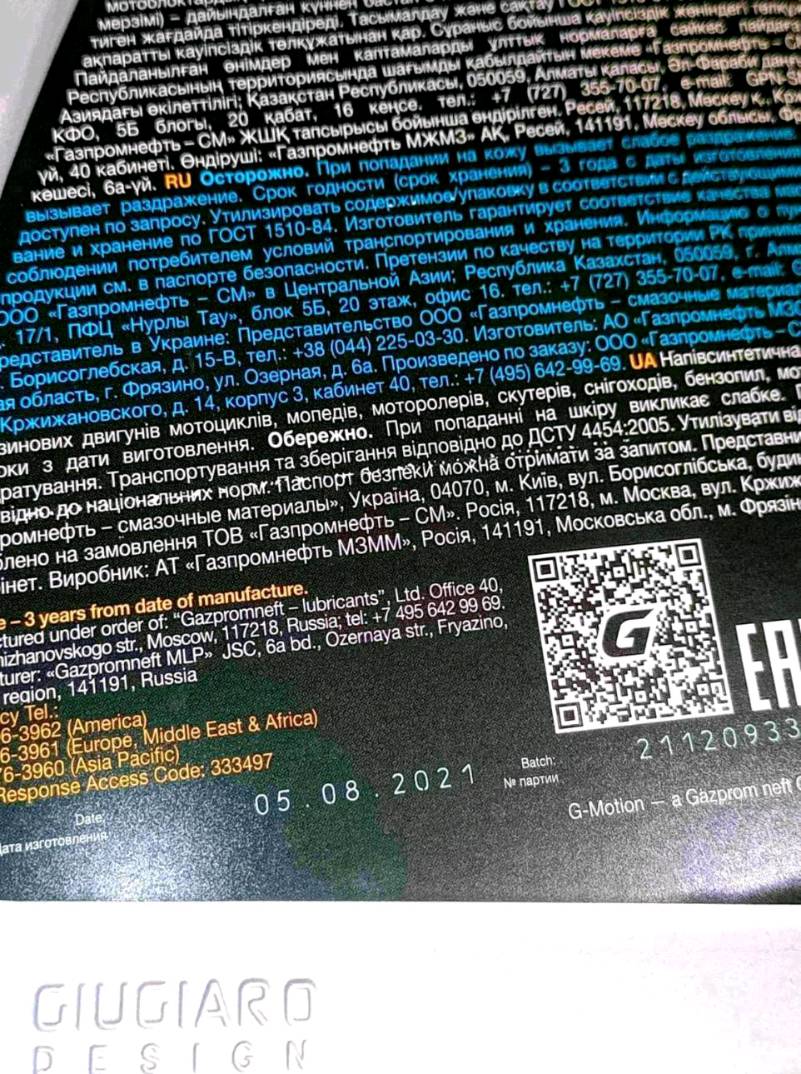 мерзімі) – дайындалған күннен
тиген жағдайда тітіркендіреді. Тасымалдау және сақтау
ақпаратты қауіпсіздік төлқұжатынан қар. Сұраныс бойынша қауіпсіздік жөніндегі
Пайдаланылған өнімдер мен қаптамаларды ұлттық нормаларға сәйкес
Республикасының территориясында шағымды қабылдайтын мекеме «Газпромнефть – С
Азиядағы өкілеттілігі; Қазақстан Республикасы, 050059, Алматы қаласы, Әл-Фараби
КФО, 5Б блогы, 20 қабат, 16 кеңсе. тел.: +7 (727) 355-70-07, e-mail: GPN-S
«Газпромнефть – СМ» ЖШҚ тапсырысы бойынша өндірілген. Ресей, 117218, Мәскеу қ., Крж
үй, 40 кабинеті. Өндіруші: «Газпромнефть МЖМЗ» АҚ, Ресей, 141191, Мәскеу облысы, Фр
көшесі, 6а-үй. RU Осторожно. При попадании на кожу вызывает слабое раздражение.
вызывает раздражение. Срок годности (срок хранения) – 3 года с даты изготовления
доступен по запросу. Утилизировать содержимое/упаковку в соответствии с действующими
вание и хранение по ГОСТ 1510-84. Изготовитель гарантирует соответствие качества
соблюдении потребителем условий транспортирования и хранения. Информацию о
продукции см. в паспорте безопасности. Претензии по качеству на территории РК
ООО «Газпромнефть – СМ» в Центральной Азии; Республика Казахстан, 050059, г.
17/1, ПФЦ «Нурлы Тау», блок 5Б, 20 этаж, офис 16. тел.: +7 (727) 355-70-07, e-mail:
редставитель в Украине: Представительство ООО «Газпромнефть – смазочные матери
. Борисоглебская, д. 15-В, тел.: +38 (044) 225-03-30. Изготовитель: АО «Газпромнефть МЗС
ая область, г. Фрязино, ул. Озерная, д. 6а. Произведено по заказу: ООО «Газпромнефть – С
Кржижановского, д. 14, корпус 3, кабинет 40, тел.: +7 (495) 642-99-69. UA Напівсинтетична
зинових двигунів мотоциклів, мопедів, моторолерів, скутерів, снігоходів, бензопил, мо
оки з дати виготовлення. Обережно. При попаданні на шкіру викликає слабке.
ратування. Транспортування та зберігання відповідно до ДСТУ 4454:2005. Утилізувати ві
відно до національних норм. Паспорт безпеки можна отримати за запитом. Представни
ромнефть – смазочные материалы», Україна, 04070, м. Київ, вул. Борисоглібська, будин
блено на замовлення ТОВ «Газпромнефть – СМ». Росія, 117218, м. Москва, вул. Кржиж
інет. Виробник: АТ «Газпромнефть МЗММ», Росія, 141191, Московська обл., м. Фрязін
e – 3 years from date of manufacture.
ctured under order of: “Gazpromneft – lubricants”, Ltd. Office 40,
hizhanovskogo str., Moscow, 117218, Russia; tel: +7 495 642 99 69.
turer: «Gazpromneft MLP» JSC, 6a bd., Ozernaya str., Fryazino,
region, 141191, Russia
cy Tel.:
6-3962 (America)
6-3961 (Europe, Middle East & Africa)
76-3960 (Asia Pacific)
Response Access Code: 333497
G
EAC
05.08.2021
Batch:
№ партии
21120933
Date:
Дата изготовления
G-Motion – a Gazprom neft
GIUGIARO
DESIGN